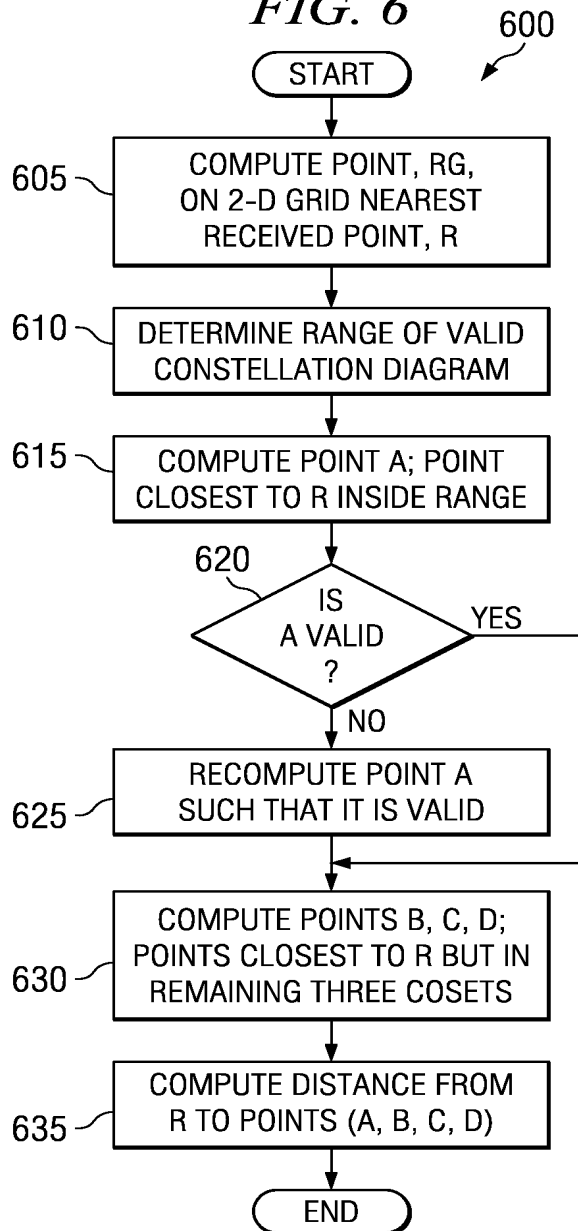 FIG. 6
600
START
605
COMPUTE POINT, RG,
ON 2-D GRID NEAREST
RECEIVED POINT, R
610
DETERMINE RANGE OF VALID
CONSTELLATION DIAGRAM
615
COMPUTE POINT A; POINT
CLOSEST TO R INSIDE RANGE
620
IS
A VALID
?
YES
NO
625
RECOMPUTE POINT A
SUCH THAT IT IS VALID
630
COMPUTE POINTS B, C, D;
POINTS CLOSEST TO R BUT IN
REMAINING THREE COSETS
635
COMPUTE DISTANCE FROM
R TO POINTS (A, B, C, D)
END